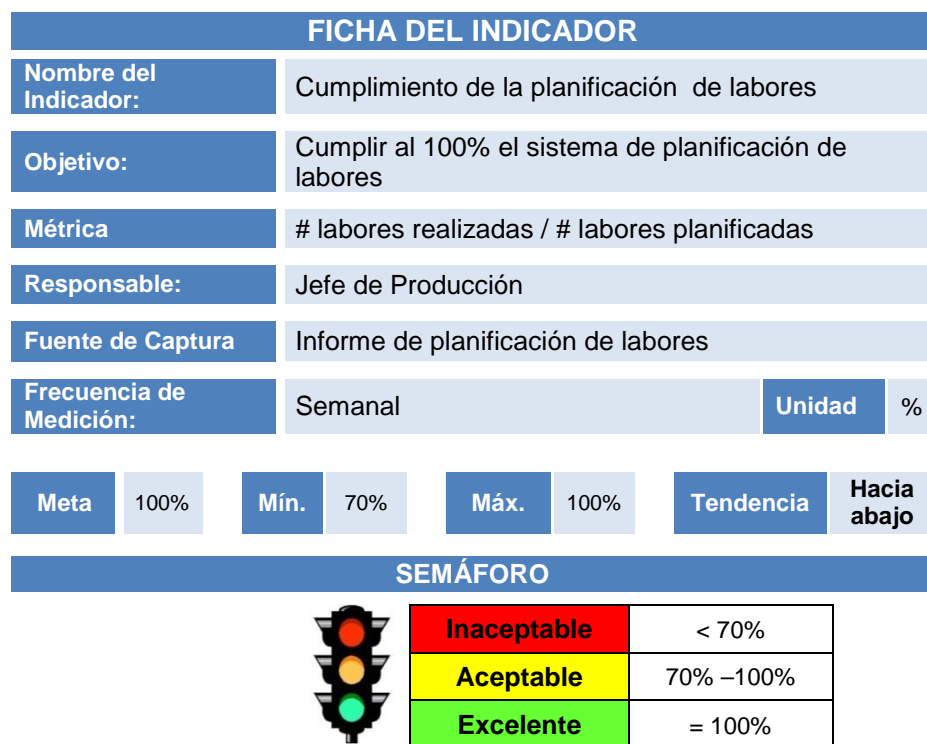 FICHA DEL INDICADOR
Nombre del
Indicador:
Cumplimiento de la planificación de labores
Objetivo:
Cumplir al 100% el sistema de planificación de
labores
Métrica
# labores realizadas / # labores planificadas
Responsable:
Jefe de Producción
Fuente de Captura
Informe de planificación de labores
Frecuencia de
Medición:
Semanal
Unidad
%
Meta
100%
Mín.
70%
Máx.
100%
Tendencia
Hacia
abajo
SEMÁFORO
Inaceptable
< 70%
Aceptable
70% –100%
Excelente
= 100%